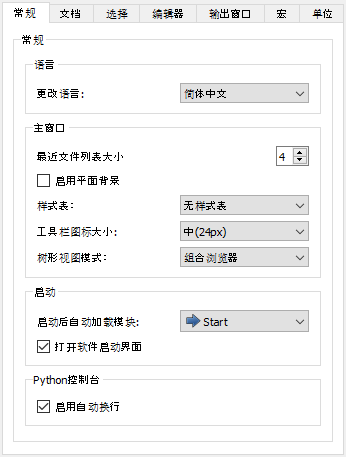 常规 文档 选择 编辑器 输出窗口 宏 单位
常规
语言
更改语言: 简体中文
主窗口
最近文件列表大小 4
启用平面背景
样式表: 无样式表
工具栏图标大小: 中(24px)
树形视图模式: 组合浏览器
启动
启动后自动加载模块: Start
打开软件启动界面
Python控制台
启用自动换行